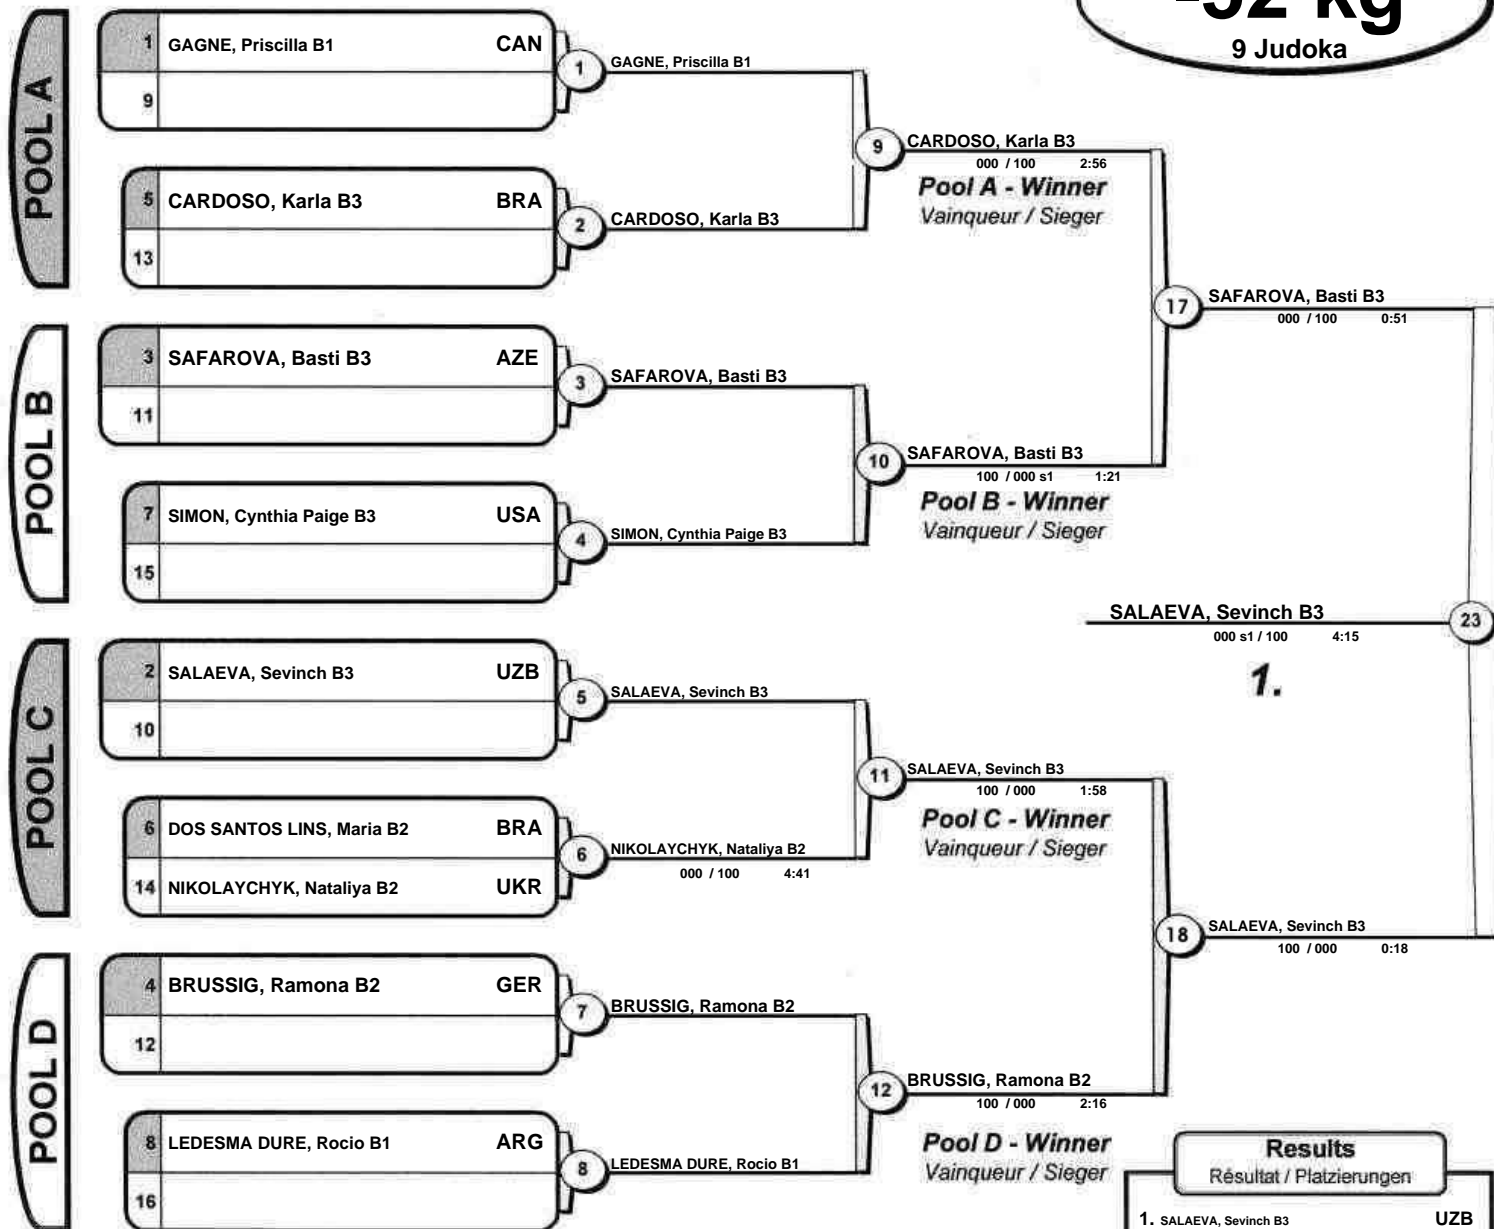 -52 kg
9 Judoka
POOL A
1 GAGNE, Priscilla B1 CAN
9
1 GAGNE, Priscilla B1
5 CARDOSO, Karla B3 BRA
13
2 CARDOSO, Karla B3
9 CARDOSO, Karla B3
000 / 100 2:56
Pool A - Winner
Vainqueur / Sieger
POOL B
3 SAFAROVA, Basti B3 AZE
11
3 SAFAROVA, Basti B3
7 SIMON, Cynthia Paige B3 USA
15
4 SIMON, Cynthia Paige B3
10 SAFAROVA, Basti B3
100 / 000 s1 1:21
Pool B - Winner
Vainqueur / Sieger
17 SAFAROVA, Basti B3
000 / 100 0:51
SALAEVA, Sevinch B3 23
000 s1 / 100 4:15
1.
POOL C
2 SALAEVA, Sevinch B3 UZB
10
5 SALAEVA, Sevinch B3
6 DOS SANTOS LINS, Maria B2 BRA
14 NIKOLAYCHYK, Nataliya B2 UKR
6 NIKOLAYCHYK, Nataliya B2
000 / 100 4:41
11 SALAEVA, Sevinch B3
100 / 000 1:58
Pool C - Winner
Vainqueur / Sieger
18 SALAEVA, Sevinch B3
100 / 000 0:18
POOL D
4 BRUSSIG, Ramona B2 GER
12
7 BRUSSIG, Ramona B2
8 LEDESMA DURE, Rocio B1 ARG
16
8 LEDESMA DURE, Rocio B1
12 BRUSSIG, Ramona B2
100 / 000 2:16
Pool D - Winner
Vainqueur / Sieger
Results
Résultat / Platzierungen
1. SALAEVA, Sevinch B3 UZB